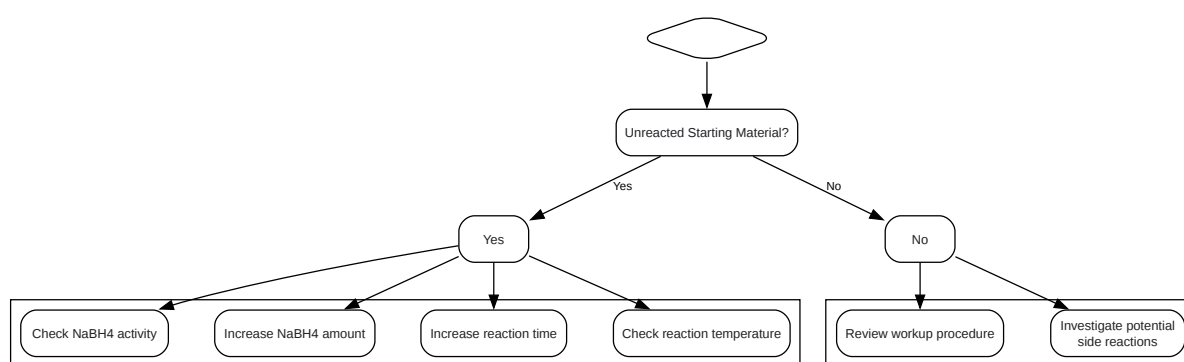 Unreacted Starting Material?
Yes
No
Yes
No
Check NaBH4 activity
Increase NaBH4 amount
Increase reaction time
Check reaction temperature
Review workup procedure
Investigate potential
side reactions